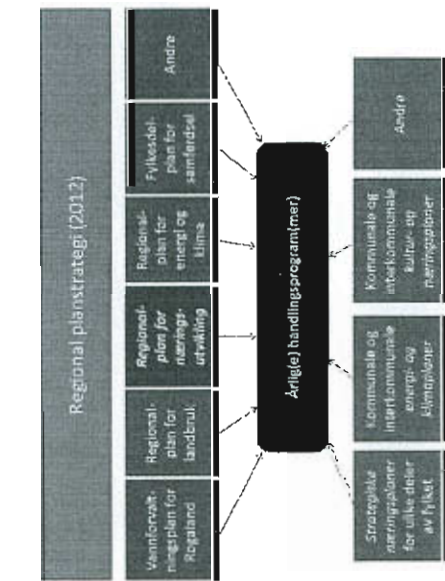 Regional planstrategi (2012)
Vannforvalt-
ningsplan for
Rogaland
Regional-
plan for
landbruk
Regional-
plan for
nærings-
utvikling
Regional-
plan for
energi og
klima
Fylkesdel-
plan for
samferdsel
Andre
Årlig(e) handlingsprogram(mer)
Strategiske
næringsplaner
for ulike deler
av fylket
Kommunale og
interkommunale
energi- og
klimaplaner
Kommunale og
interkommunale
kultur- og
næringsplaner
Andre